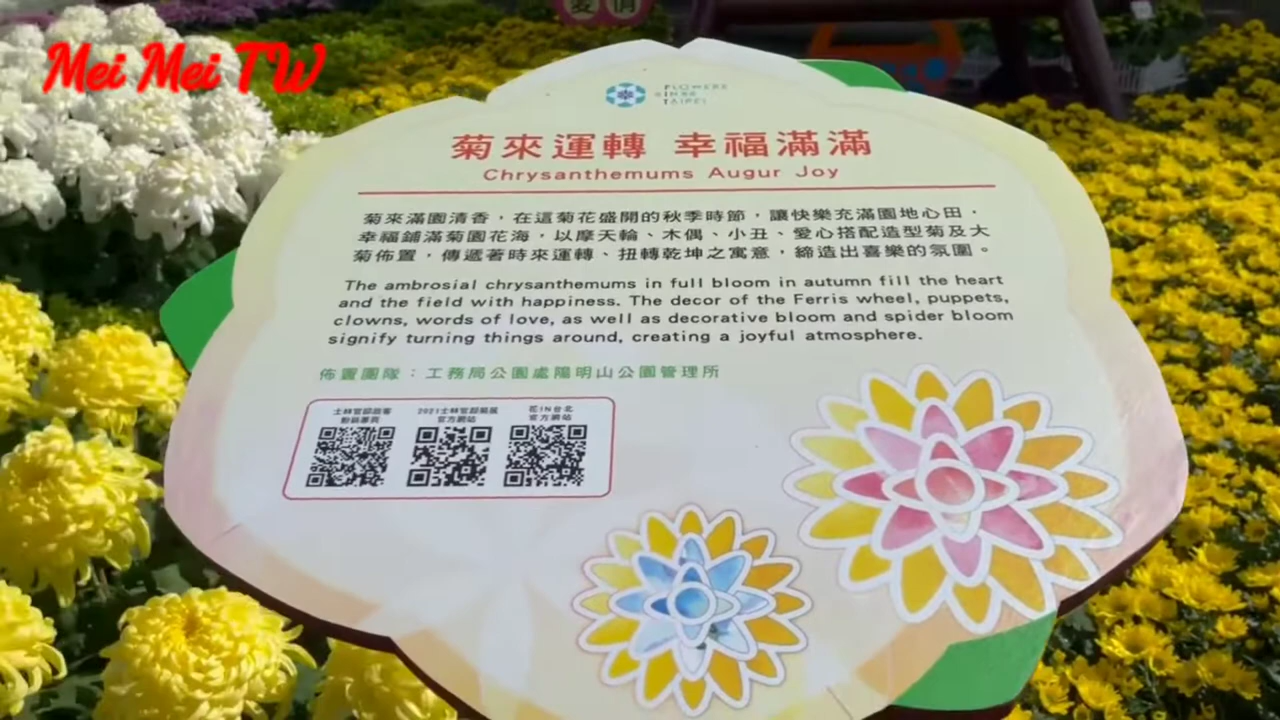 愛情
Mei Mei TW
FLOWERS
IN
TAIPEI
菊來運轉 幸福滿滿
Chrysanthemums Augur Joy
菊來滿園清香，在這菊花盛開的秋季時節，讓快樂充滿園地心田，
幸福鋪滿菊園花海，以摩天輪、木偶、小丑、愛心搭配造型菊及大
菊佈置，傳遞著時來運轉、扭轉乾坤之寓意，締造出喜樂的氛圍。
The ambrosial chrysanthemums in full bloom in autumn fill the heart
and the field with happiness. The decor of the Ferris wheel, puppets,
clowns, words of love, as well as decorative bloom and spider bloom
signify turning things around, creating a joyful atmosphere.
佈置團隊：工務局公園處陽明山公園管理所
士林官邸 2021士林官邸菊展 花IN台北
粉絲專頁 官方網站 官方網站